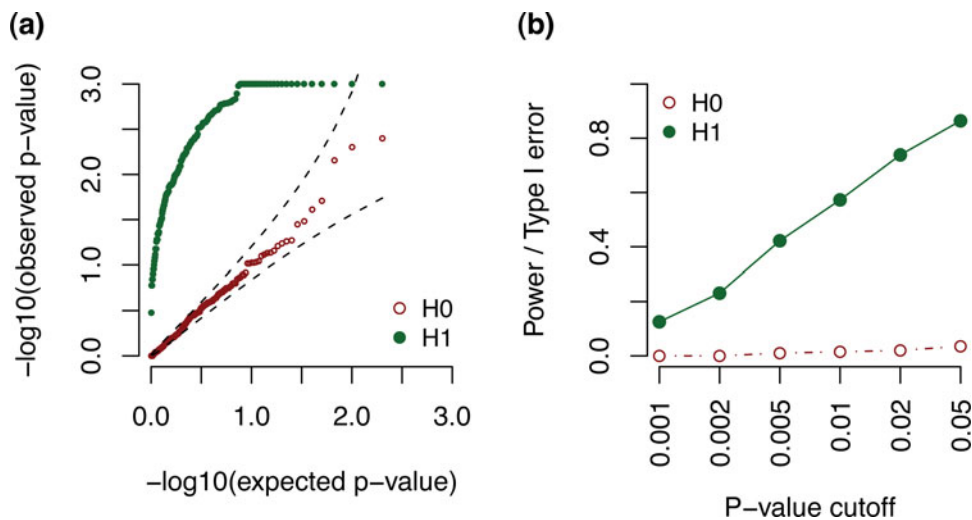 (a)
−log10(observed p−value)
3.0
2.0
1.0
0.0
H0
H1
0.0 1.0 2.0 3.0
−log10(expected p−value)
(b)
Power / Type I error
0.8
0.4
0.0
H0
H1
0.001 0.002 0.005 0.01 0.02 0.05
P−value cutoff